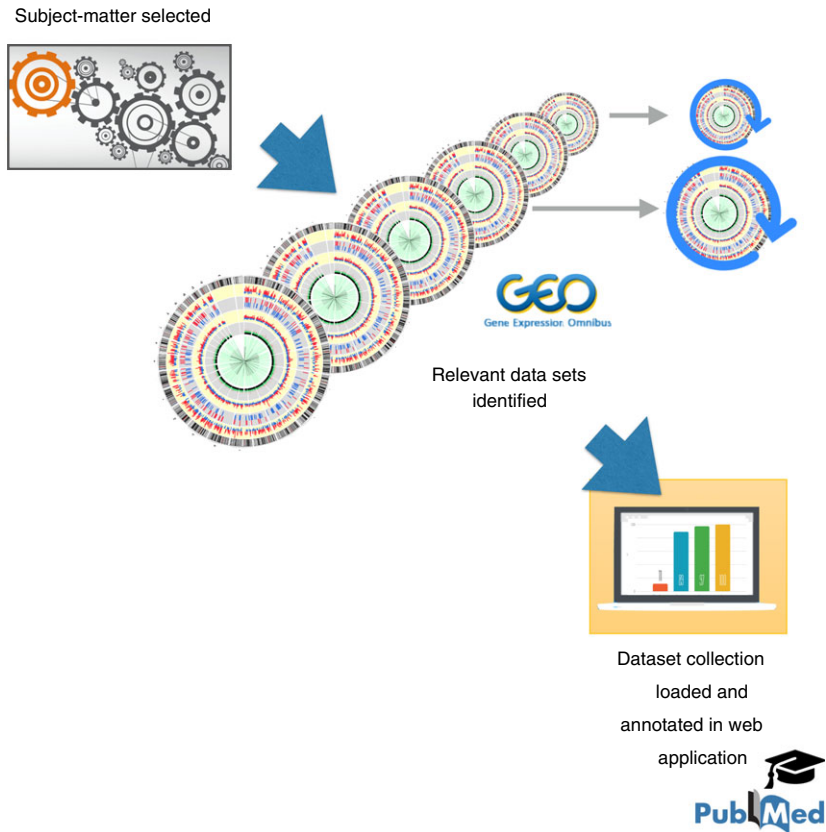 Subject-matter selected
GEO
Gene Expression Omnibus
Relevant data sets
identified
Dataset collection
loaded and
annotated in web
application
PubMed